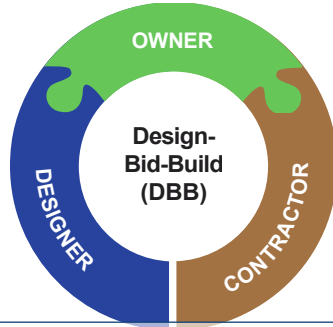 OWNER
Design-
Bid-Build
(DBB)
DESIGNER
CONTRACTOR